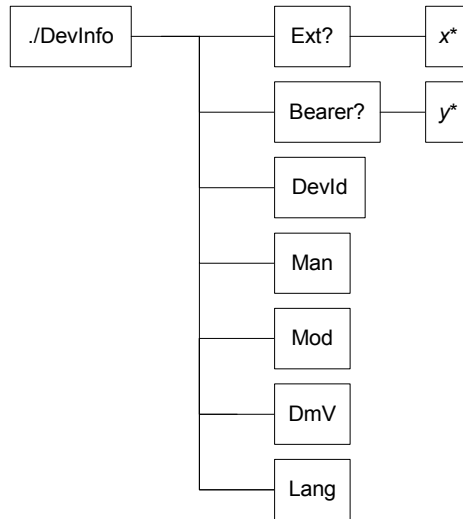 ./DevInfo
Ext?
x*
Bearer?
y*
DevId
Man
Mod
DmV
Lang